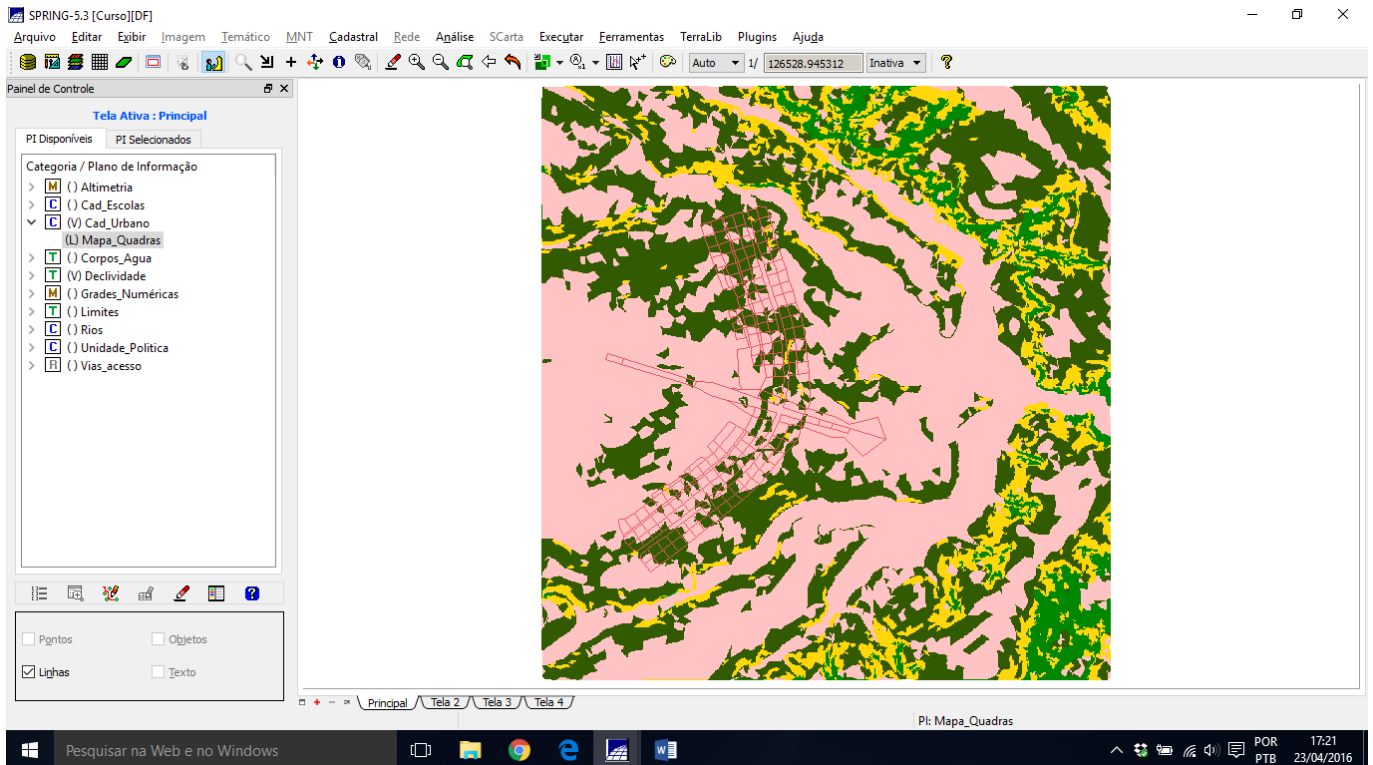 SPRING-5.3 [Curso][DF]
Arquivo Editar Exibir Imagem Temático MNT Cadastral Rede Análise SCarta Executar Ferramentas TerraLib Plugins Ajuda
Auto 1/ 126528.945312 Inativa
Painel de Controle
Tela Ativa : Principal
PI Disponíveis PI Selecionados
Categoria / Plano de Informação
M ( ) Altimetria
C ( ) Cad_Escolas
C (V) Cad_Urbano
(L) Mapa_Quadras
T ( ) Corpos_Agua
T (V) Declividade
M ( ) Grades_Numéricas
T ( ) Limites
C ( ) Rios
C ( ) Unidade_Politica
R ( ) Vias_acesso
Pontos Objetos
Linhas Texto
Principal Tela 2 Tela 3 Tela 4
PI: Mapa_Quadras
Pesquisar na Web e no Windows
POR 17:21
PTB 23/04/2016